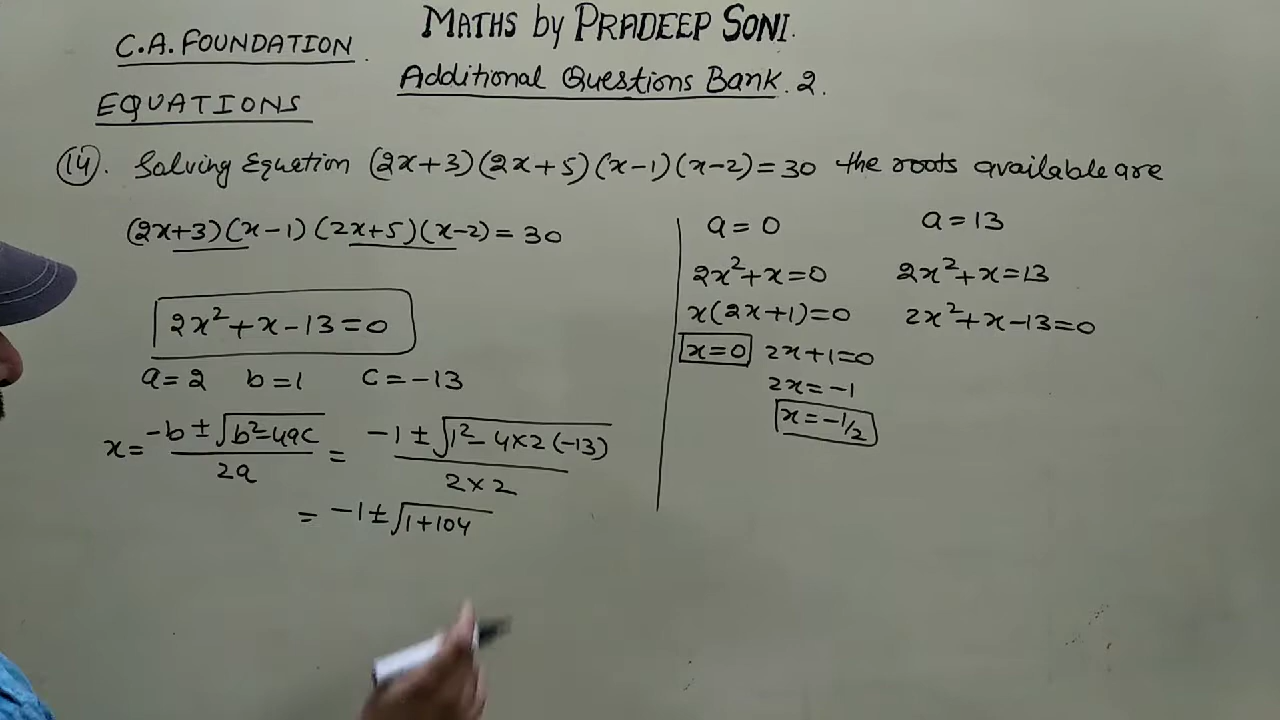 MATHS by PRADEEP SONI.
C.A. FOUNDATION.
Additional Questions Bank. 2.
EQUATIONS
(14). Solving Equation (2x+3)(2x+5)(x-1)(x-2)=30 the roots available are
(2x+3)(x-1)(2x+5)(x-2)=30
2x²+x-13=0
a=2 b=1 c=-13
x= -b±√b²-4ac / 2a = -1±√1²-4×2(-13) / 2×2
= -1±√1+104
a=0
2x²+x=0
x(2x+1)=0
x=0 2x+1=0
2x=-1
x=-1/2
a=13
2x²+x=13
2x²+x-13=0